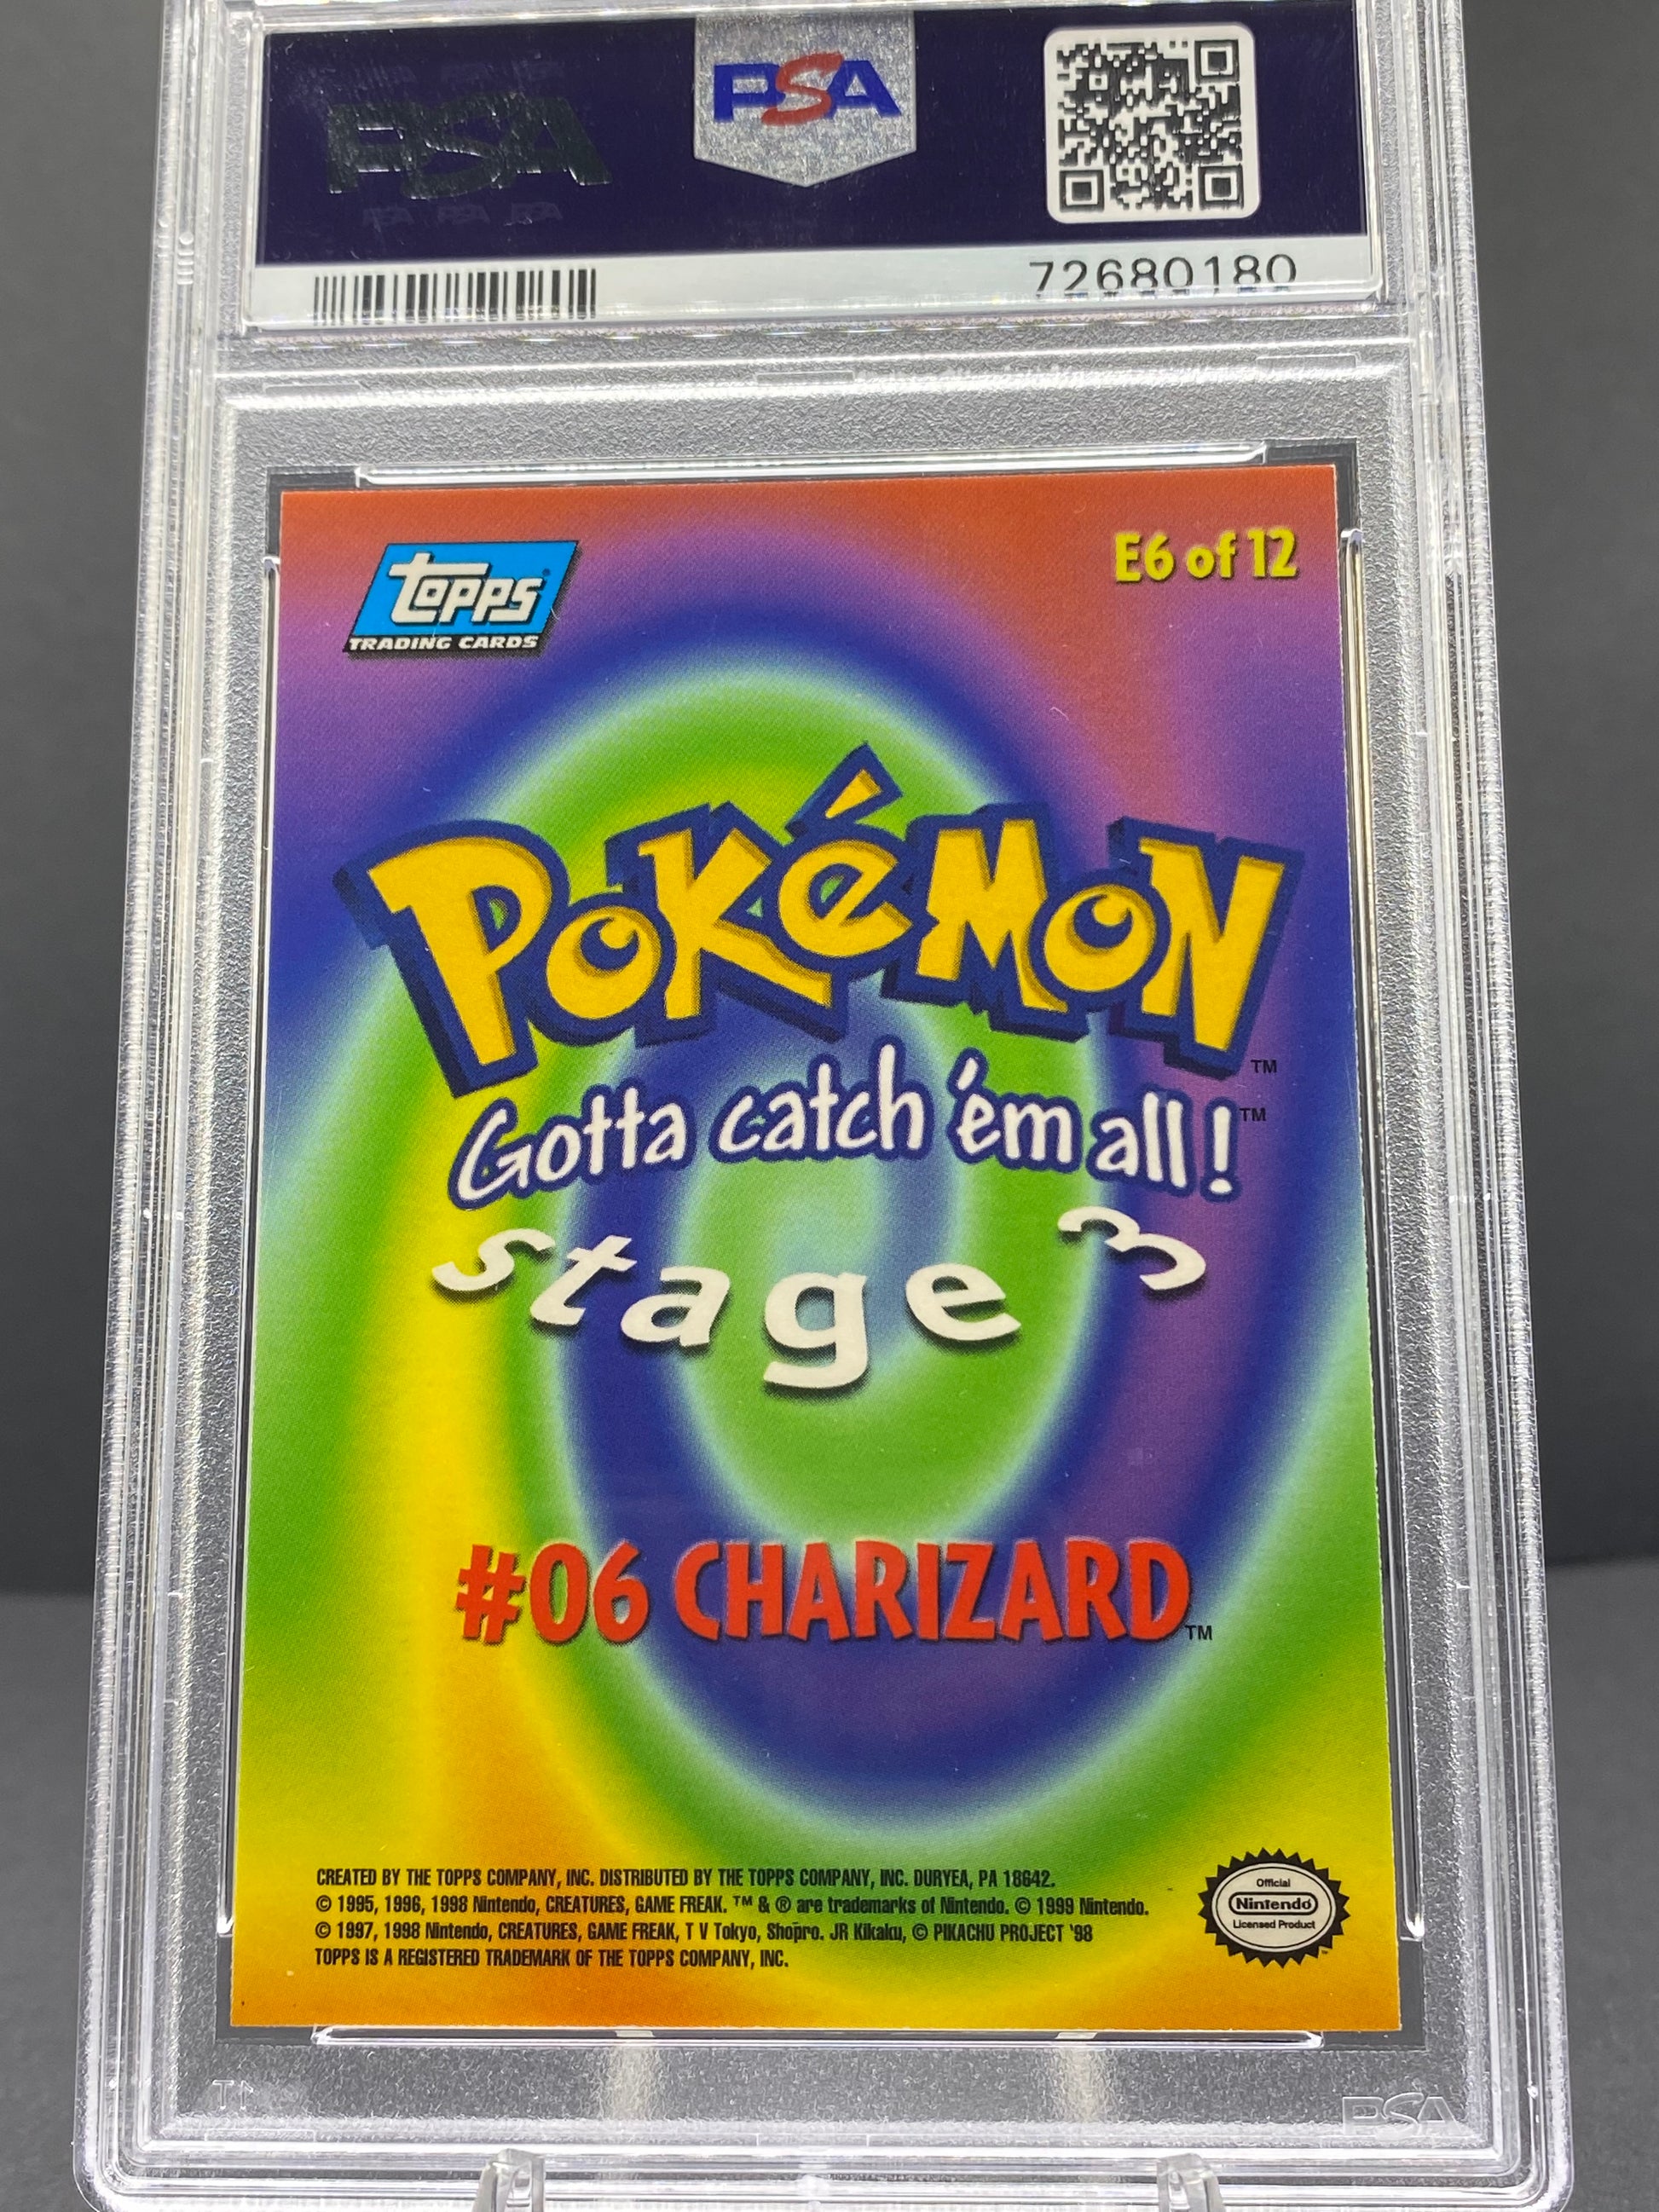 PSA
PSA
72680180
topps
TRADING CARDS
E6 of 12
POKéMON
™
Gotta catch 'em all!™
stage 3
#06 CHARIZARD™
CREATED BY THE TOPPS COMPANY, INC. DISTRIBUTED BY THE TOPPS COMPANY, INC. DURYEA, PA 18642.
© 1995, 1996, 1998 Nintendo, CREATURES, GAME FREAK. ™ & ® are trademarks of Nintendo. © 1999 Nintendo.
© 1997, 1998 Nintendo, CREATURES, GAME FREAK, T V Tokyo, Shopro. JR Kikaku, © PIKACHU PROJECT '98
TOPPS IS A REGISTERED TRADEMARK OF THE TOPPS COMPANY, INC.
Official
Nintendo
Licensed Product
PSA